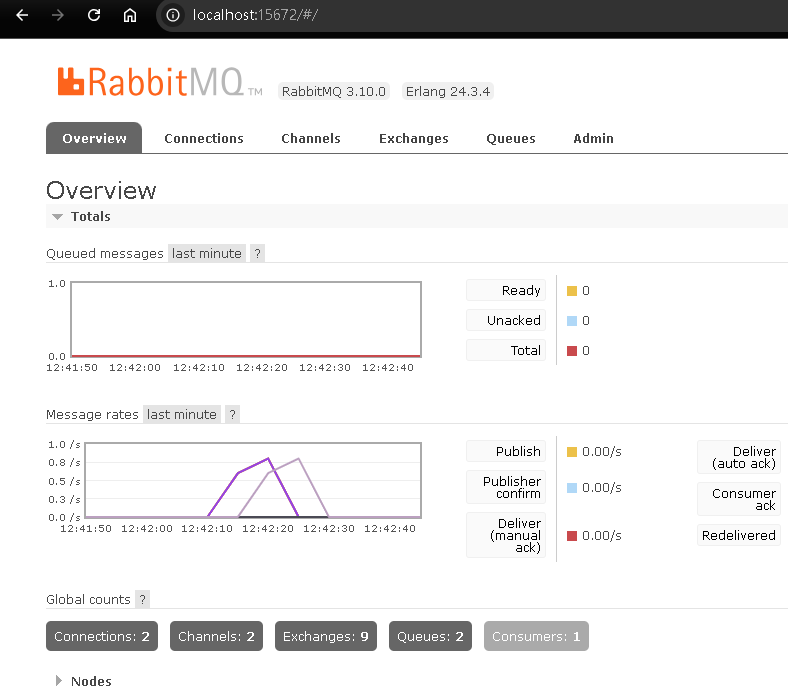 localhost:15672/#/
RabbitMQ TM RabbitMQ 3.10.0 Erlang 24.3.4
Overview Connections Channels Exchanges Queues Admin
Overview
Totals
Queued messages last minute ?
1.0
0.0
12:41:50 12:42:00 12:42:10 12:42:20 12:42:30 12:42:40
Ready 0
Unacked 0
Total 0
Message rates last minute ?
1.0 /s
0.8 /s
0.5 /s
0.3 /s
0.0 /s
12:41:50 12:42:00 12:42:10 12:42:20 12:42:30 12:42:40
Publish 0.00/s
Publisher
confirm 0.00/s
Deliver
(manual
ack) 0.00/s
Deliver
(auto ack)
Consumer
ack
Redelivered
Global counts ?
Connections: 2 Channels: 2 Exchanges: 9 Queues: 2 Consumers: 1
Nodes